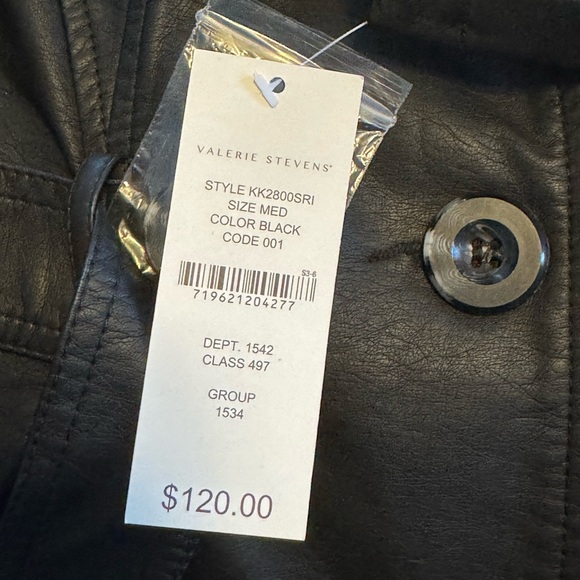 VALERIE STEVENS®
STYLE KK2800SRI
SIZE MED
COLOR BLACK
CODE 001
S3-6
719621204277
DEPT. 1542
CLASS 497
GROUP
1534
$120.00